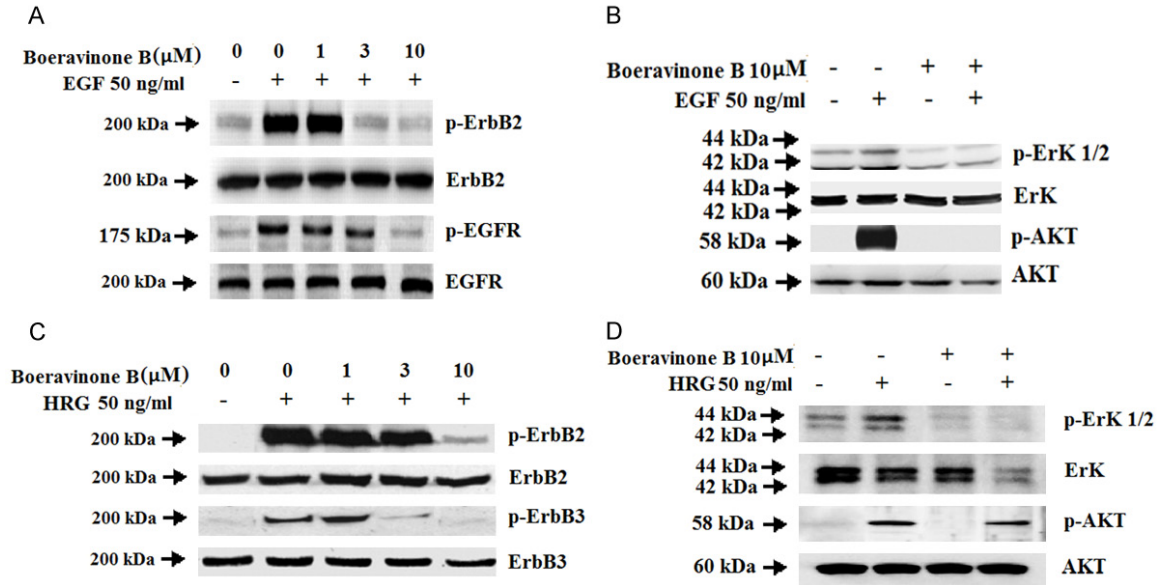 A
Boeravinone B(μM) 0 0 1 3 10
EGF 50 ng/ml - + + + +
200 kDa p-ErbB2
200 kDa ErbB2
175 kDa p-EGFR
200 kDa EGFR
B
Boeravinone B 10μM - - + +
EGF 50 ng/ml - + - +
44 kDa
42 kDa p-ErK 1/2
44 kDa
42 kDa ErK
58 kDa p-AKT
60 kDa AKT
C
Boeravinone B(μM) 0 0 1 3 10
HRG 50 ng/ml - + + + +
200 kDa p-ErbB2
200 kDa ErbB2
200 kDa p-ErbB3
200 kDa ErbB3
D
Boeravinone B 10μM - - + +
HRG 50 ng/ml - + - +
44 kDa p-ErK 1/2
42 kDa
44 kDa ErK
42 kDa
58 kDa p-AKT
60 kDa AKT